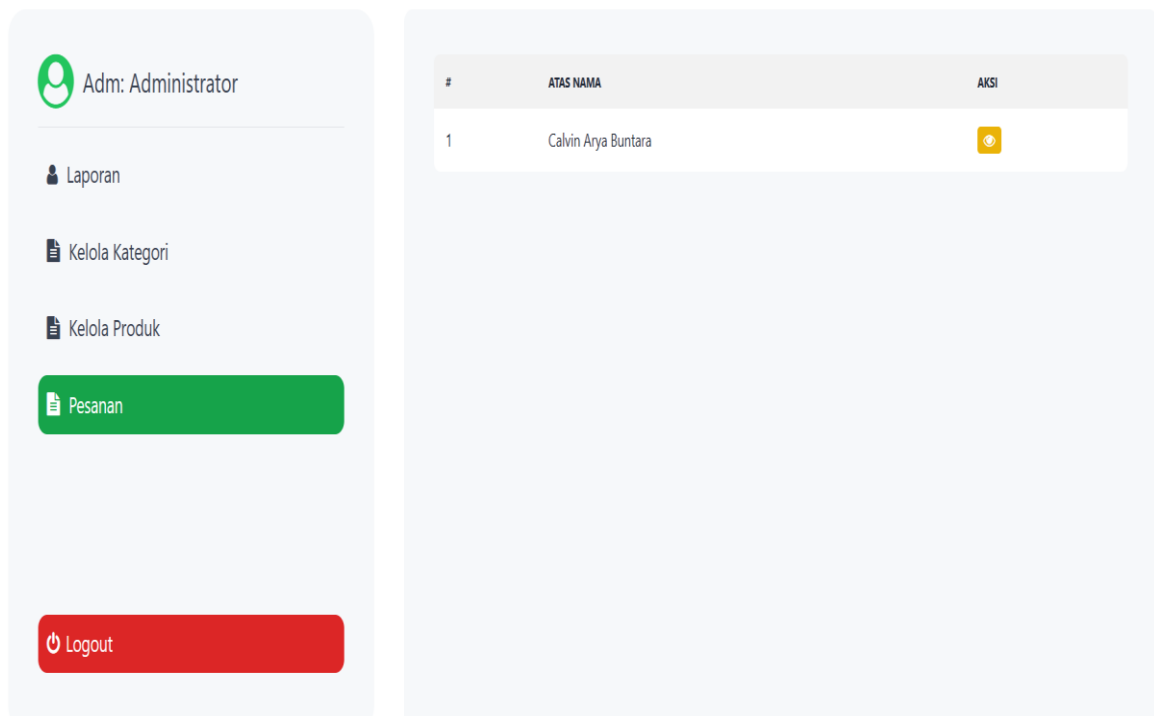 Adm: Administrator
Laporan
Kelola Kategori
Kelola Produk
Pesanan
Logout
# ATAS NAMA AKSI
1 Calvin Arya Buntara